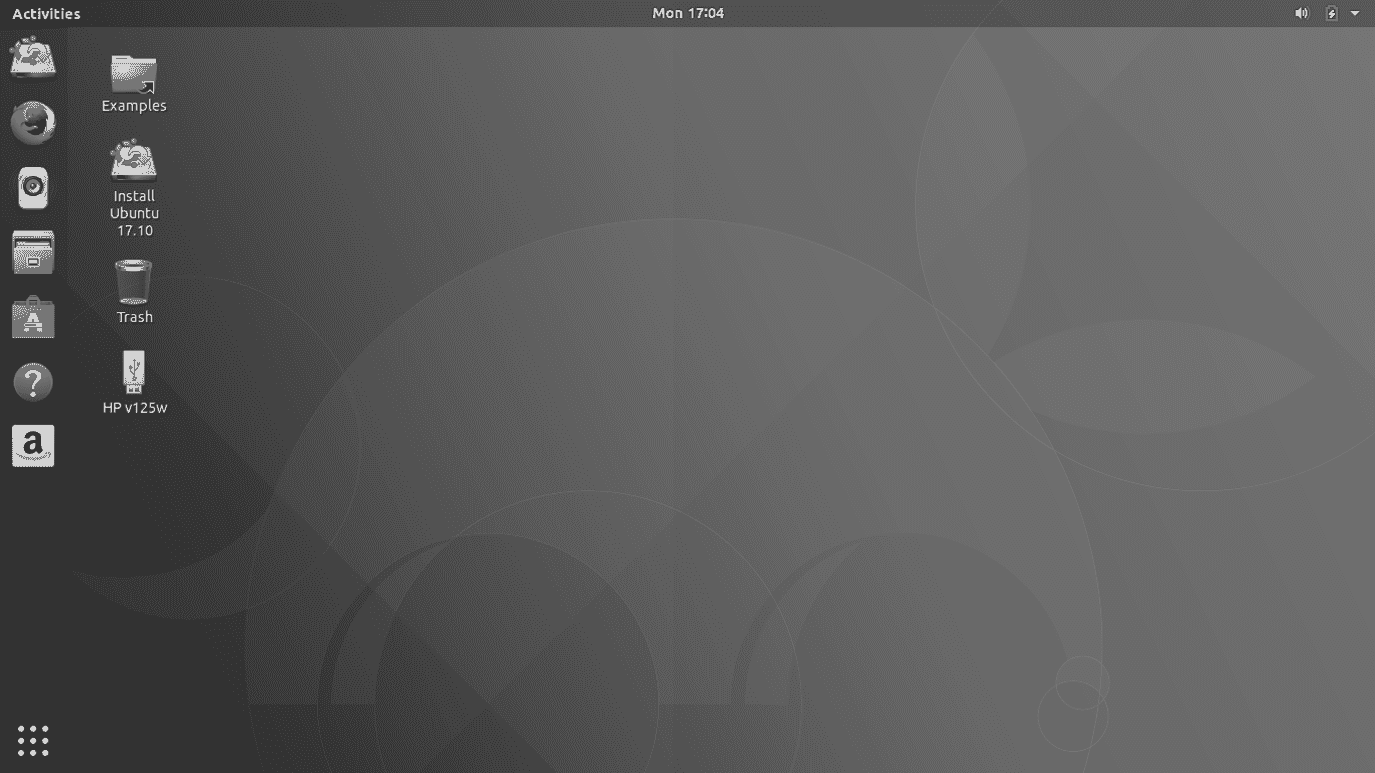 Activities
Mon 17:04
Examples
Install
Ubuntu
17.10
Trash
HP v125w